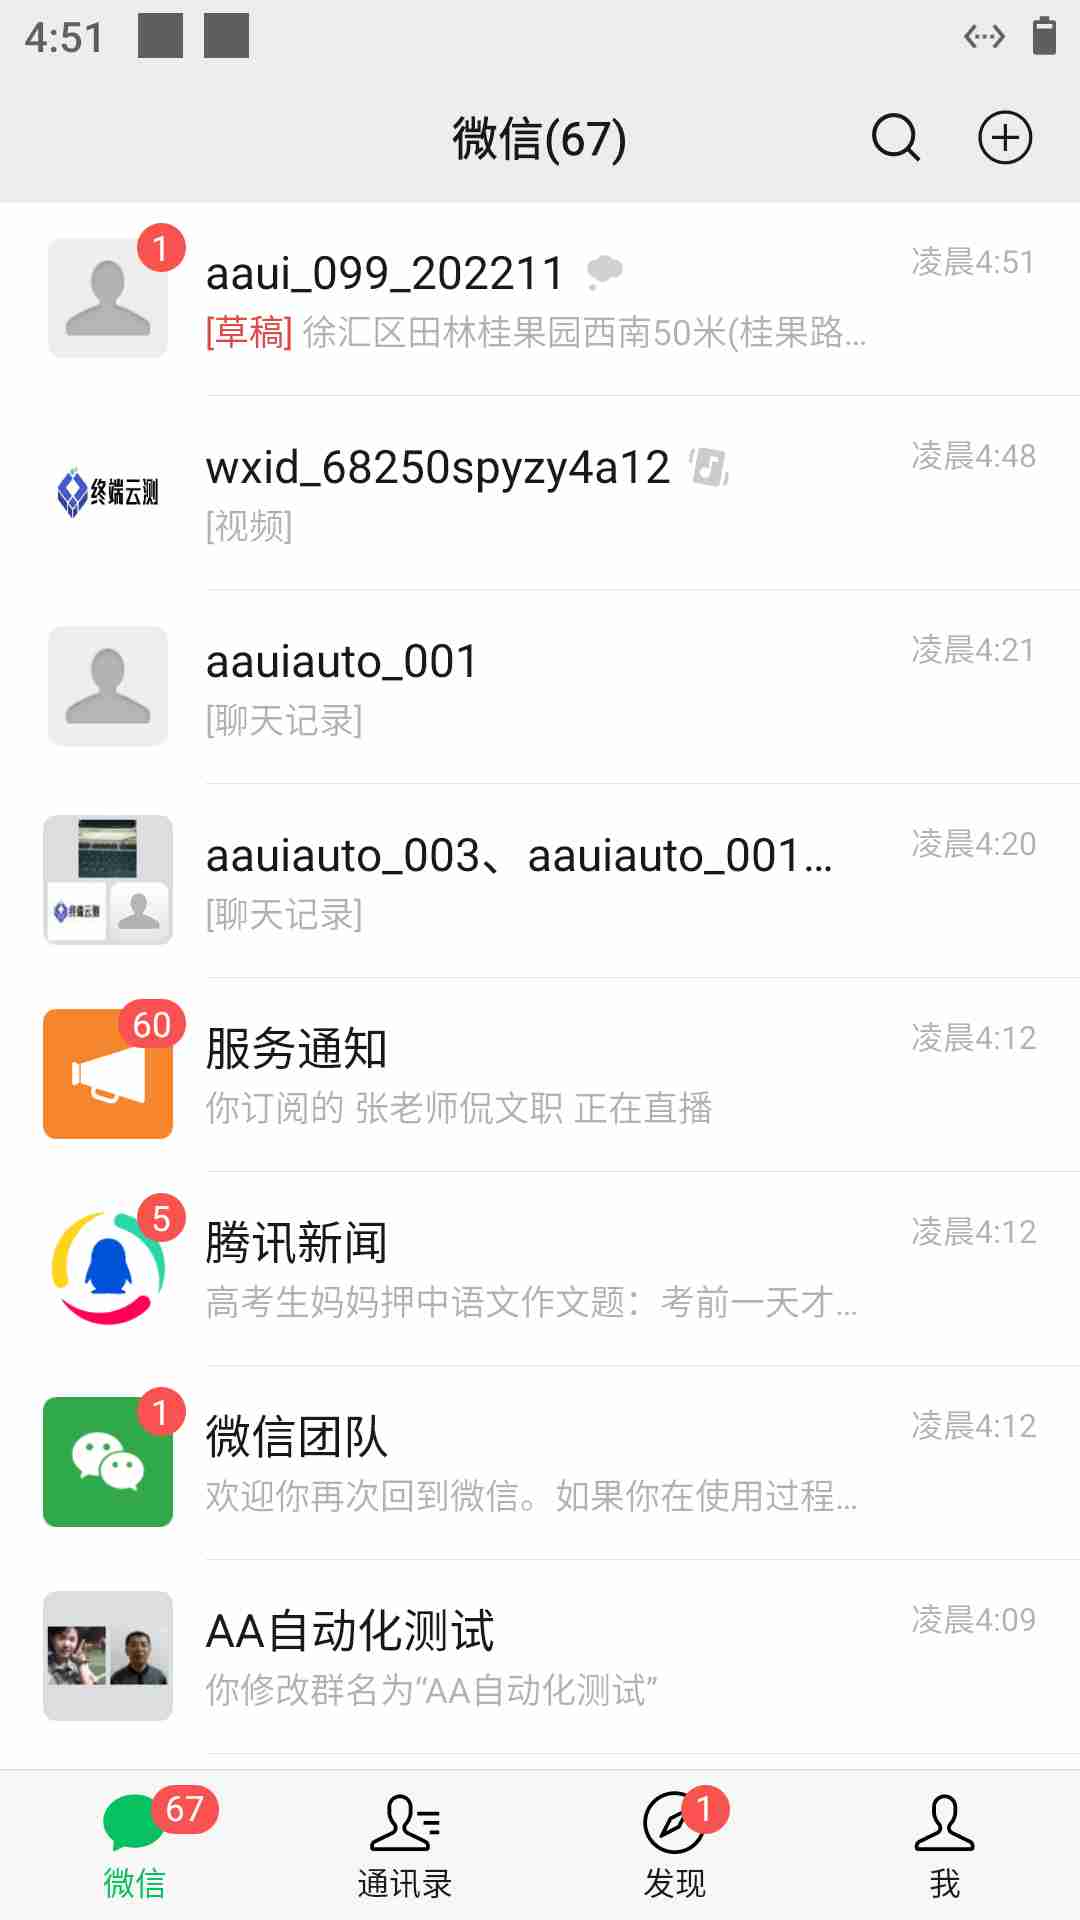 4:51
微信(67)
1
aaui_099_202211
凌晨4:51
[草稿] 徐汇区田林桂果园西南50米(桂果路...
终端云测
wxid_68250spyzy4a12
凌晨4:48
[视频]
aauiauto_001
凌晨4:21
[聊天记录]
aauiauto_003、aauiauto_001...
凌晨4:20
终端云测
[聊天记录]
60
服务通知
凌晨4:12
你订阅的 张老师侃文职 正在直播
5
腾讯新闻
凌晨4:12
高考生妈妈押中语文作文题：考前一天才...
1
微信团队
凌晨4:12
欢迎你再次回到微信。如果你在使用过程...
AA自动化测试
凌晨4:09
你修改群名为“AA自动化测试”
67
1
微信
通讯录
发现
我